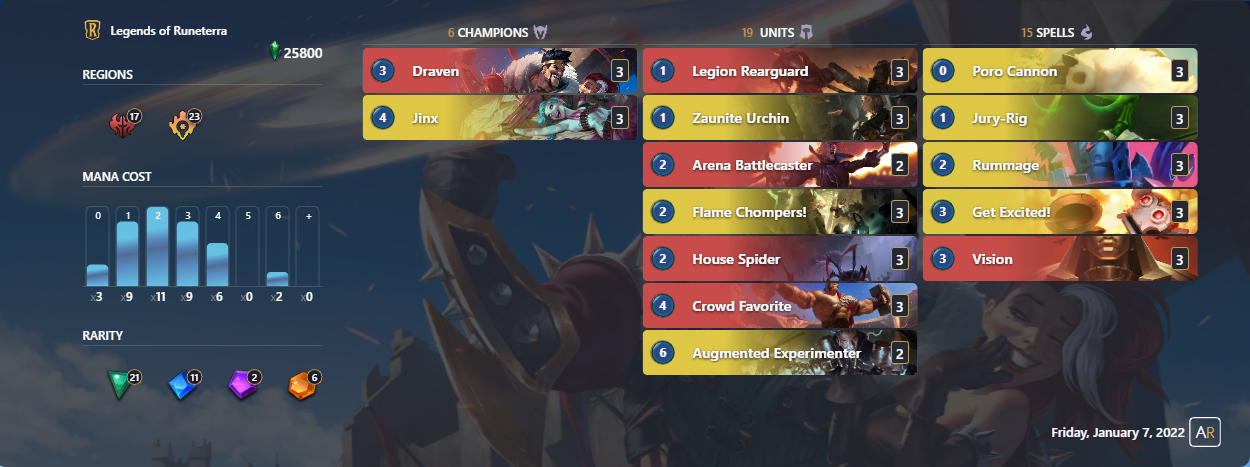 Legends of Runeterra
25800
REGIONS
17
23
MANA COST
0 1 2 3 4 5 6 +
x3 x9 x11 x9 x6 x0 x2 x0
RARITY
21 11 2 6
6 CHAMPIONS
3 Draven 3
4 Jinx 3
19 UNITS
1 Legion Rearguard 3
1 Zaunite Urchin 3
2 Arena Battlecaster 2
2 Flame Chompers! 3
2 House Spider 3
4 Crowd Favorite 3
6 Augmented Experimenter 2
15 SPELLS
0 Poro Cannon 3
1 Jury-Rig 3
2 Rummage 3
3 Get Excited! 3
3 Vision 3
Friday, January 7, 2022 AR